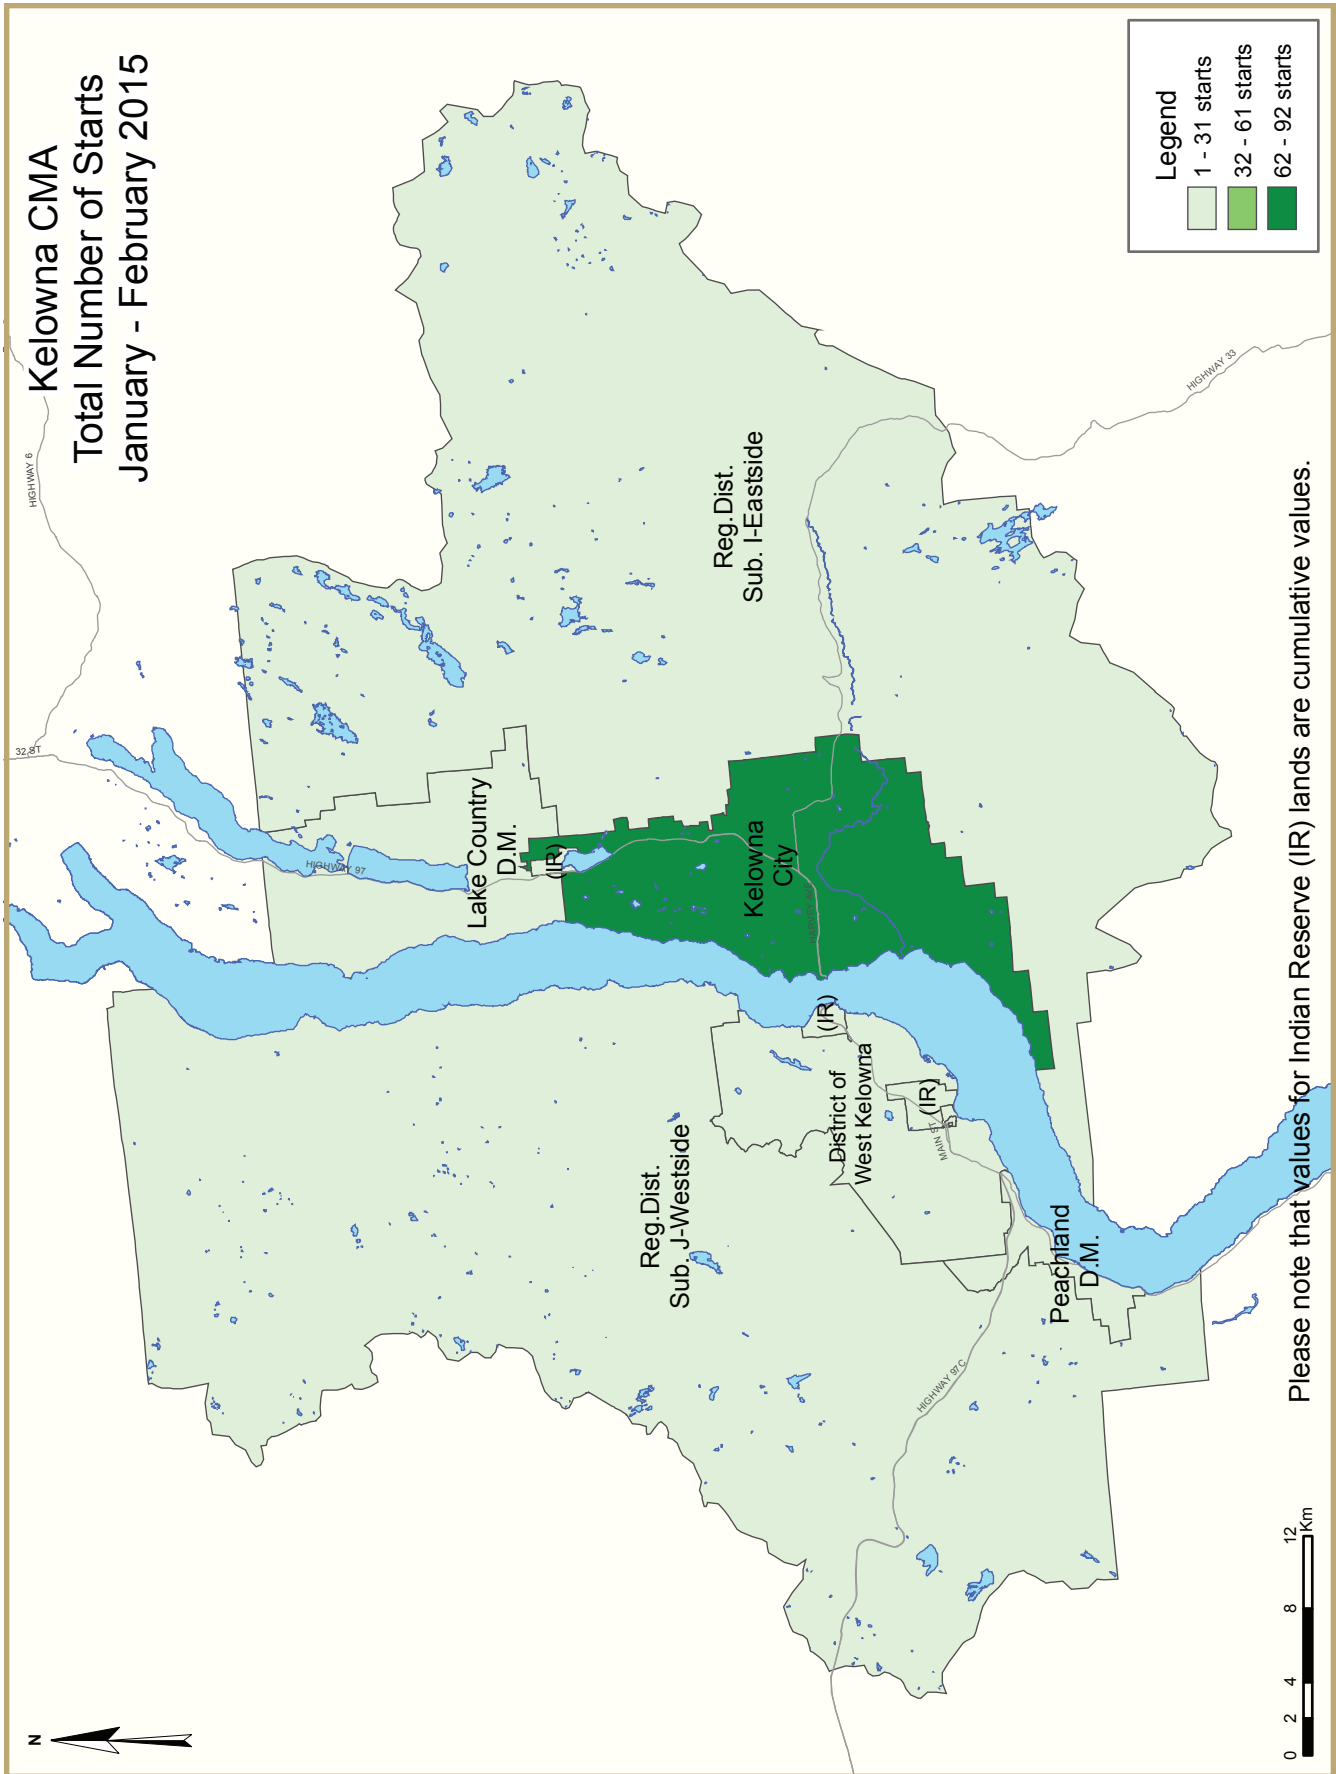 Kelowna CMA
Total Number of Starts
January - February 2015
N
HIGHWAY 6
32 ST
HIGHWAY 97
Lake Country
D.M.
(IR)
Reg.Dist.
Sub. I-Eastside
Kelowna
City
HIGHWAY 33
Reg.Dist.
Sub. J-Westside
(IR)
District of
West Kelowna
(IR)
MAIN ST
Peachland
D.M.
HIGHWAY 97 C
Legend
1 - 31 starts
32 - 61 starts
62 - 92 starts
0 2 4 8 12
Km
Please note that values for Indian Reserve (IR) lands are cumulative values.